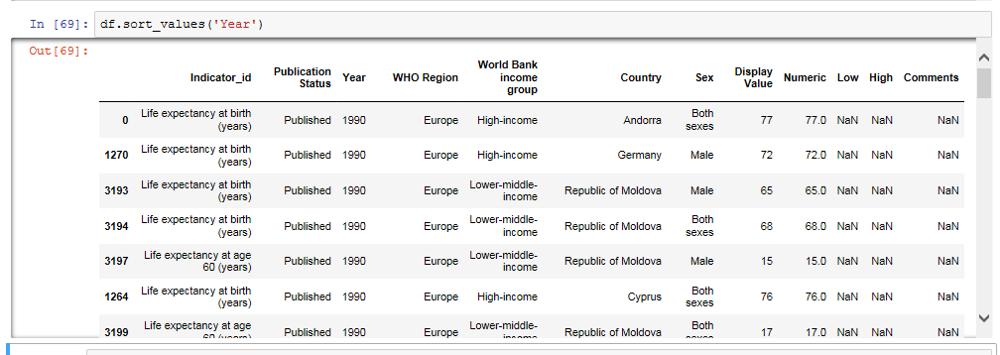 In [69]: df.sort_values('Year')
Out[69]:
Indicator_id Publication Status Year WHO Region World Bank income group Country Sex Display Value Numeric Low High Comments
0 Life expectancy at birth (years) Published 1990 Europe High-income Andorra Both sexes 77 77.0 NaN NaN NaN
1270 Life expectancy at birth (years) Published 1990 Europe High-income Germany Male 72 72.0 NaN NaN NaN
3193 Life expectancy at birth (years) Published 1990 Europe Lower-middle-income Republic of Moldova Male 65 65.0 NaN NaN NaN
3194 Life expectancy at birth (years) Published 1990 Europe Lower-middle-income Republic of Moldova Both sexes 68 68.0 NaN NaN NaN
3197 Life expectancy at age 60 (years) Published 1990 Europe Lower-middle-income Republic of Moldova Male 15 15.0 NaN NaN NaN
1264 Life expectancy at birth (years) Published 1990 Europe High-income Cyprus Both sexes 76 76.0 NaN NaN NaN
3199 Life expectancy at age 60 (years) Published 1990 Europe Lower-middle-income Republic of Moldova Both sexes 17 17.0 NaN NaN NaN